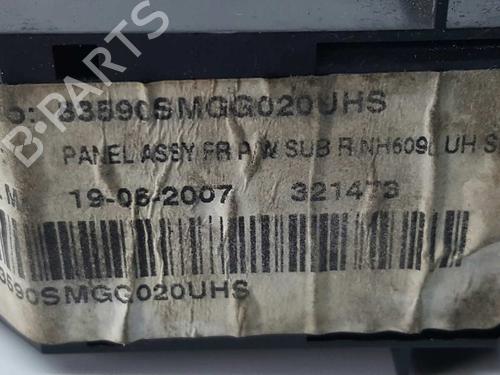 B-PARTS
o: 83590SMGG020UHS
PANEL ASSY FR P/W SUB R NH609L UH S
19-06-2007 321473
3590SMGG020UHS